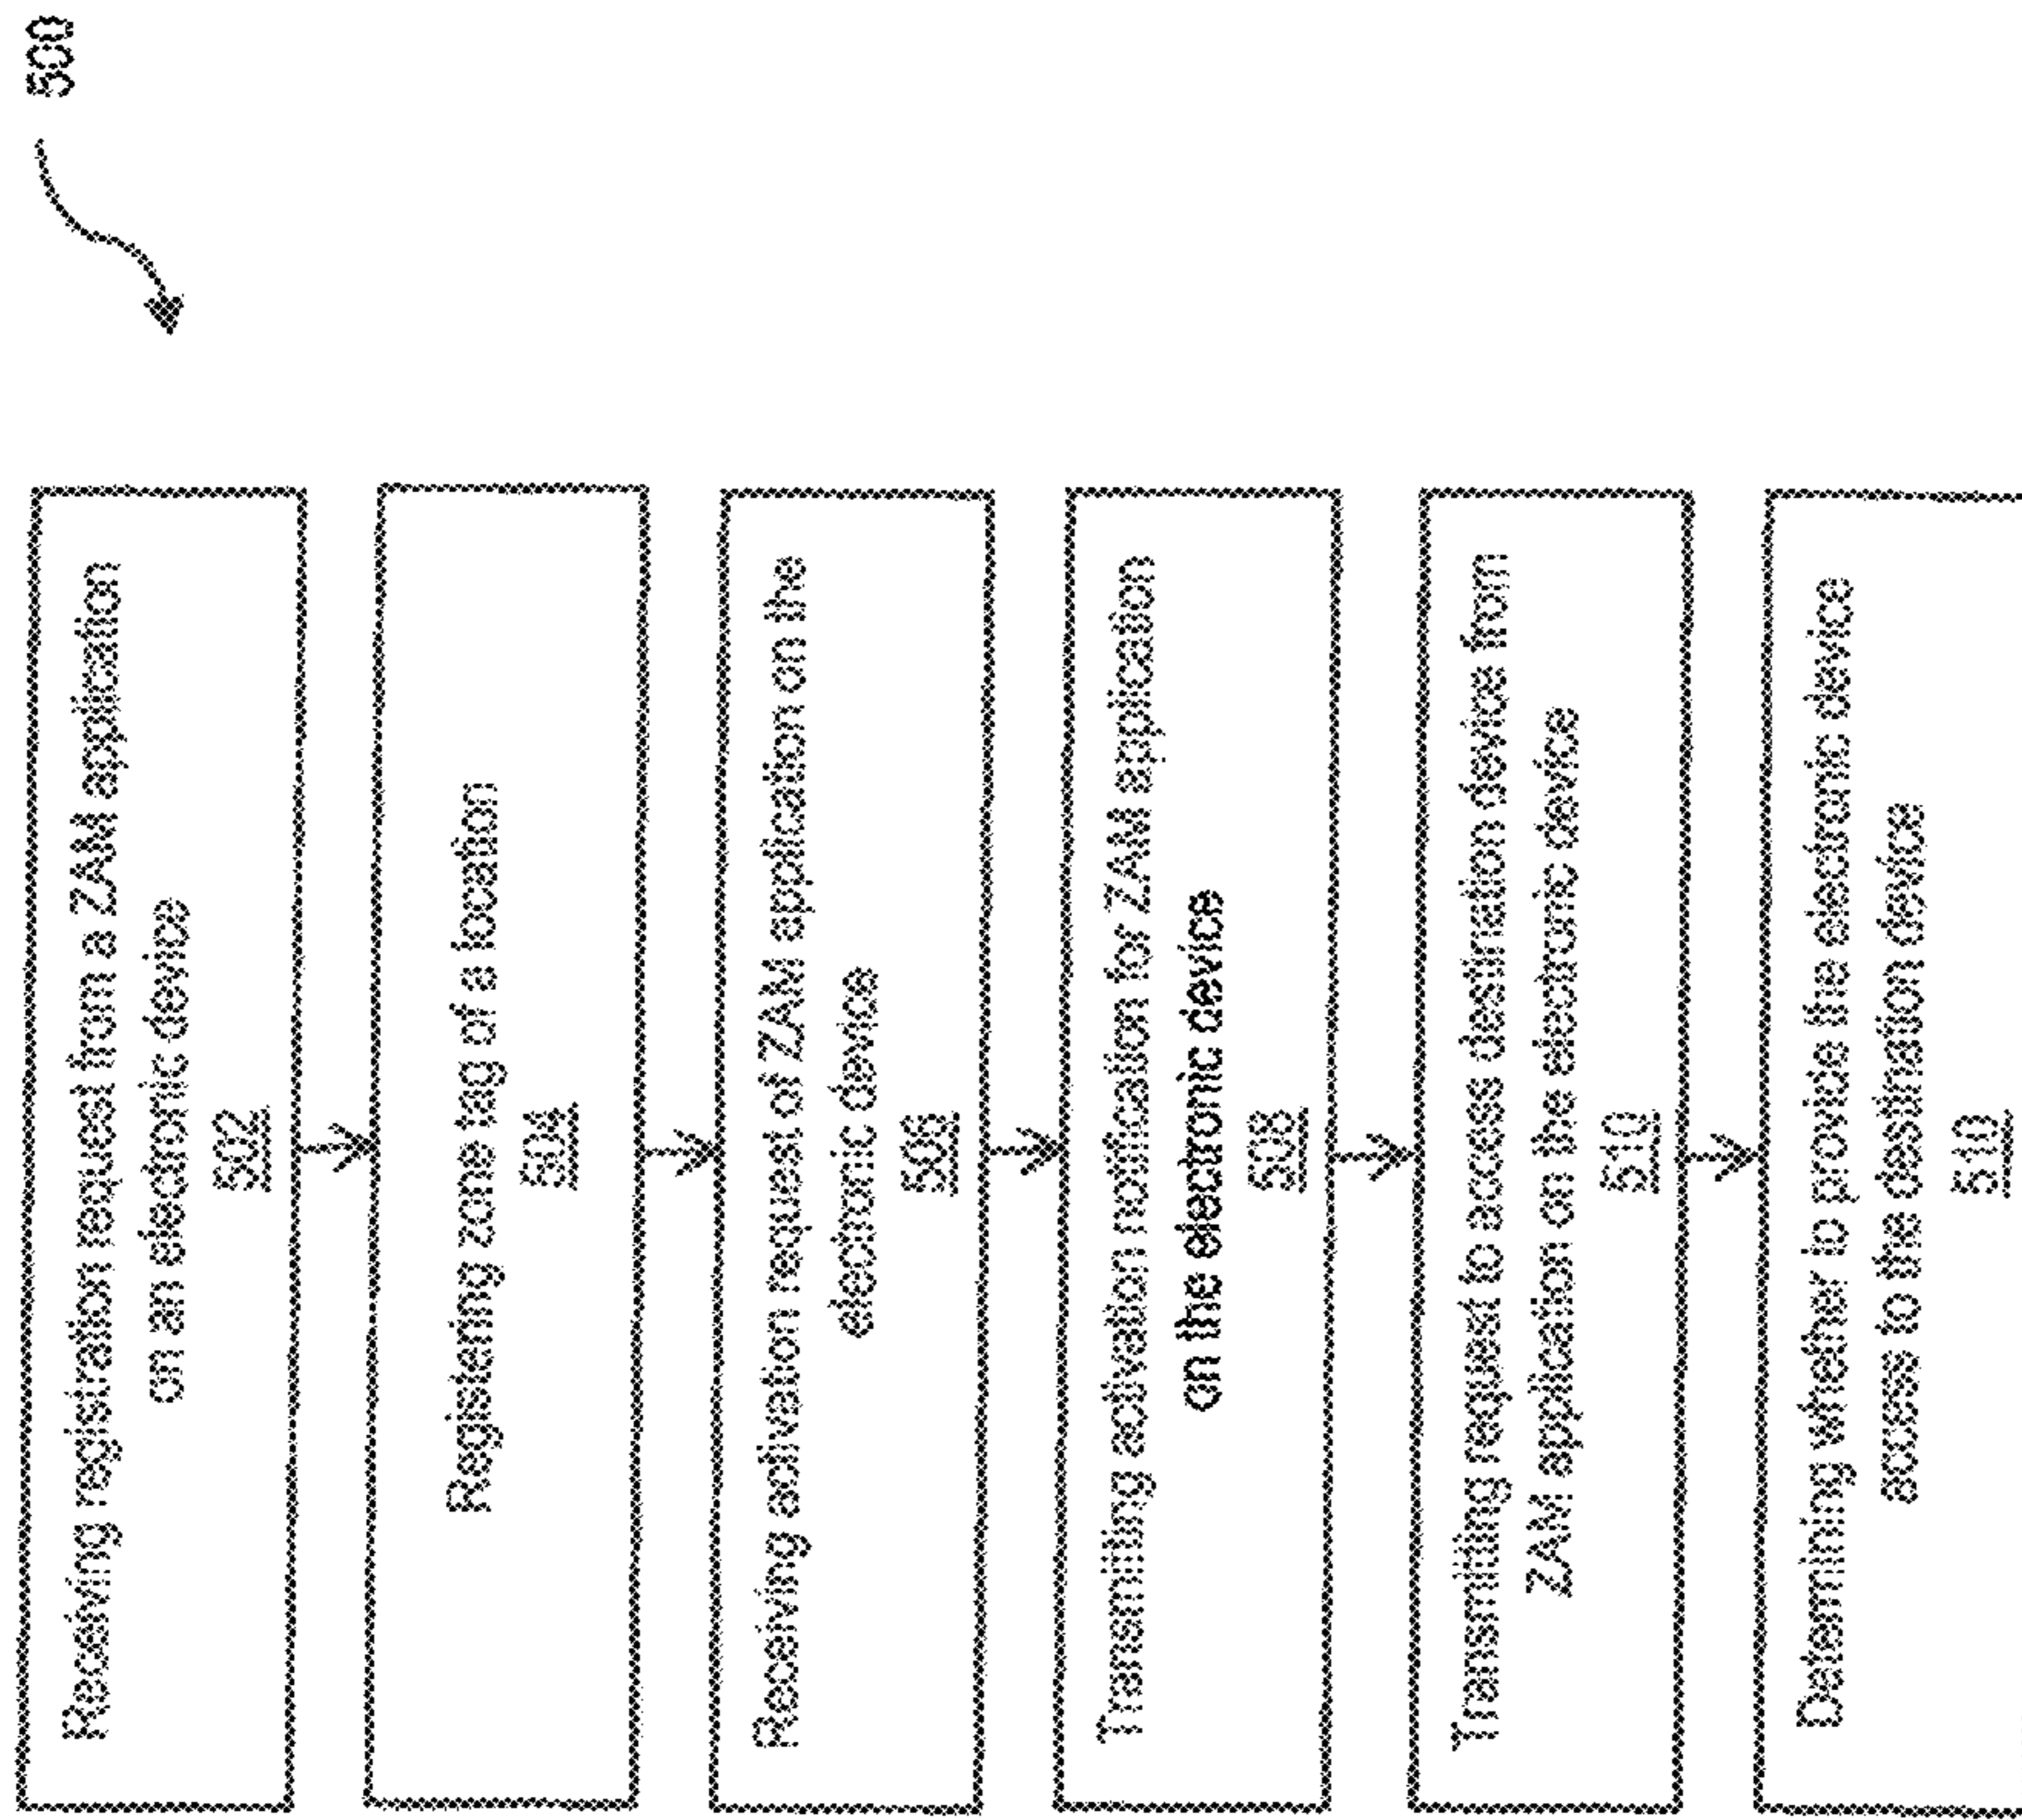 500
Receiving registration request from a ZAM application
on an electronic device
502
Registering zone tag of a location
504
Receiving activation request of ZAM application on the
electronic device
506
Transmitting activation notification for ZAM application
on the electronic device
508
Transmitting request to access destination device from
ZAM application on the electronic device
510
Determining whether to provide the electronic device
access to the destination device
510